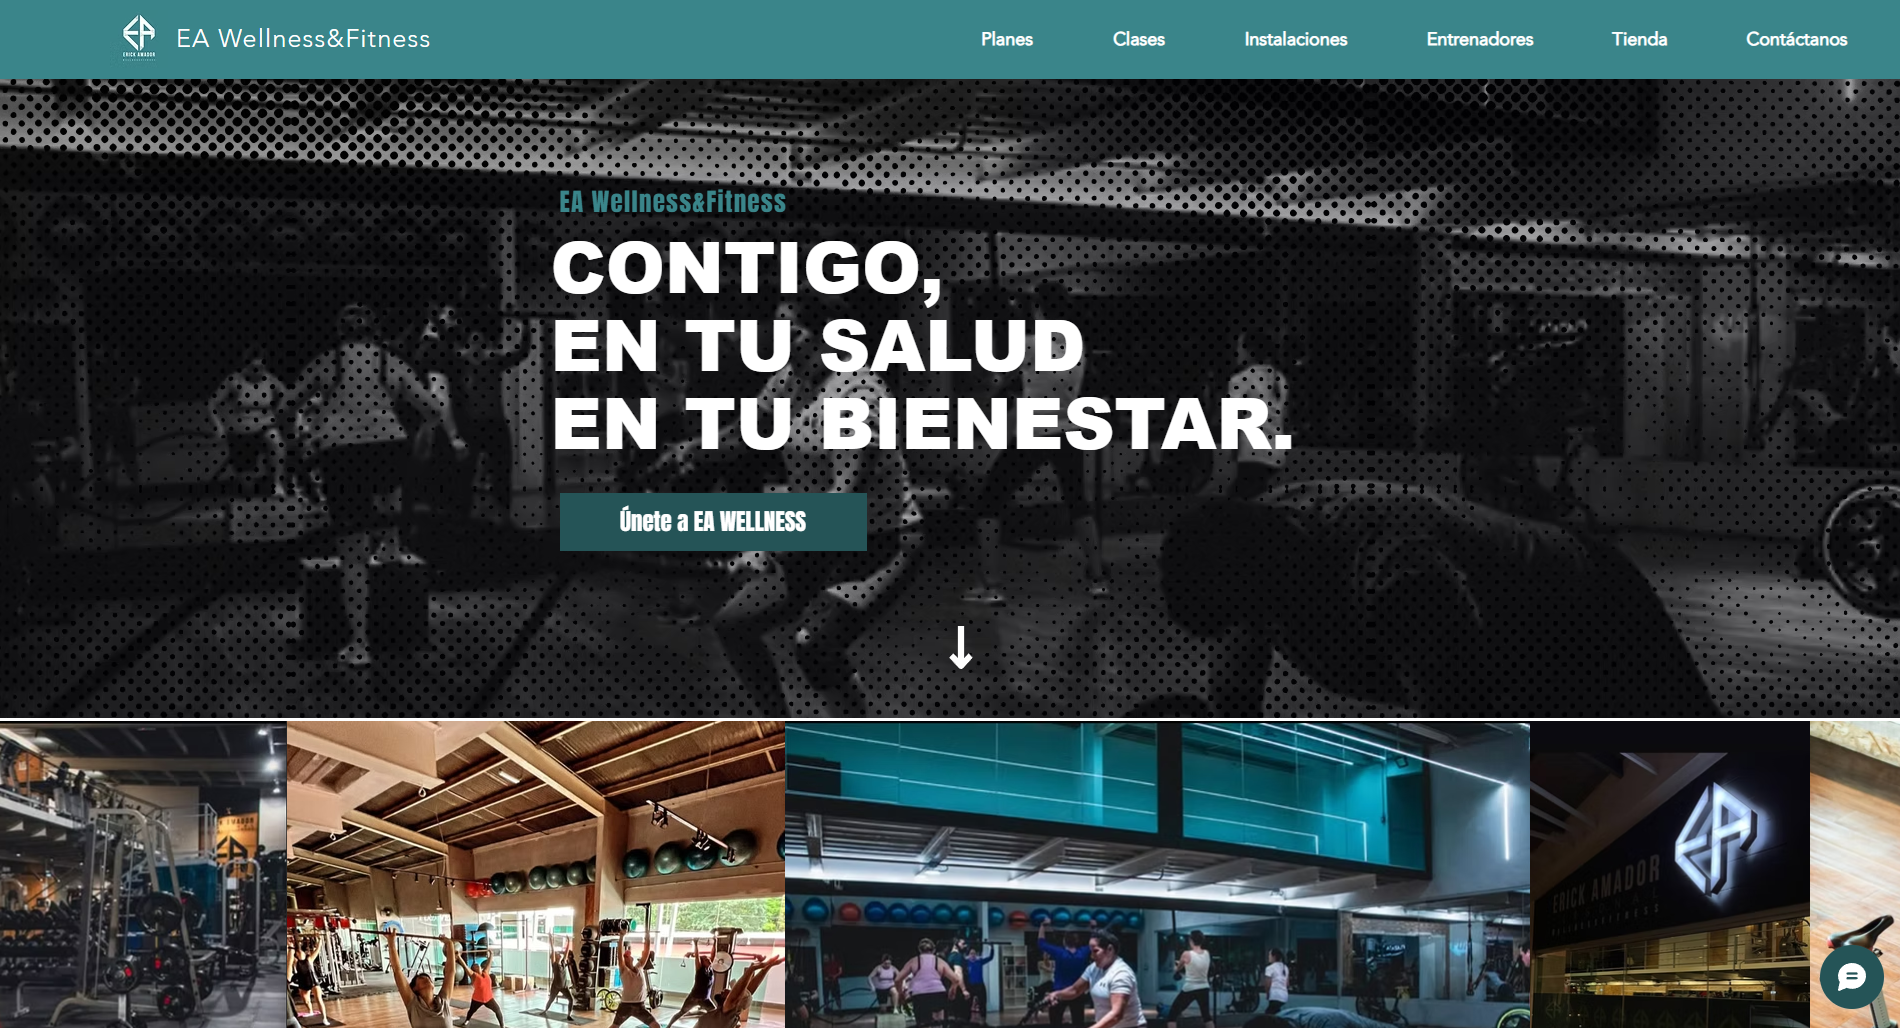 ERICK AMADOR
EA Wellness&Fitness
Planes
Clases
Instalaciones
Entrenadores
Tienda
Contáctanos
EA Wellness&Fitness
CONTIGO,
EN TU SALUD
EN TU BIENESTAR.
Únete a EA WELLNESS
ERICK AMADOR